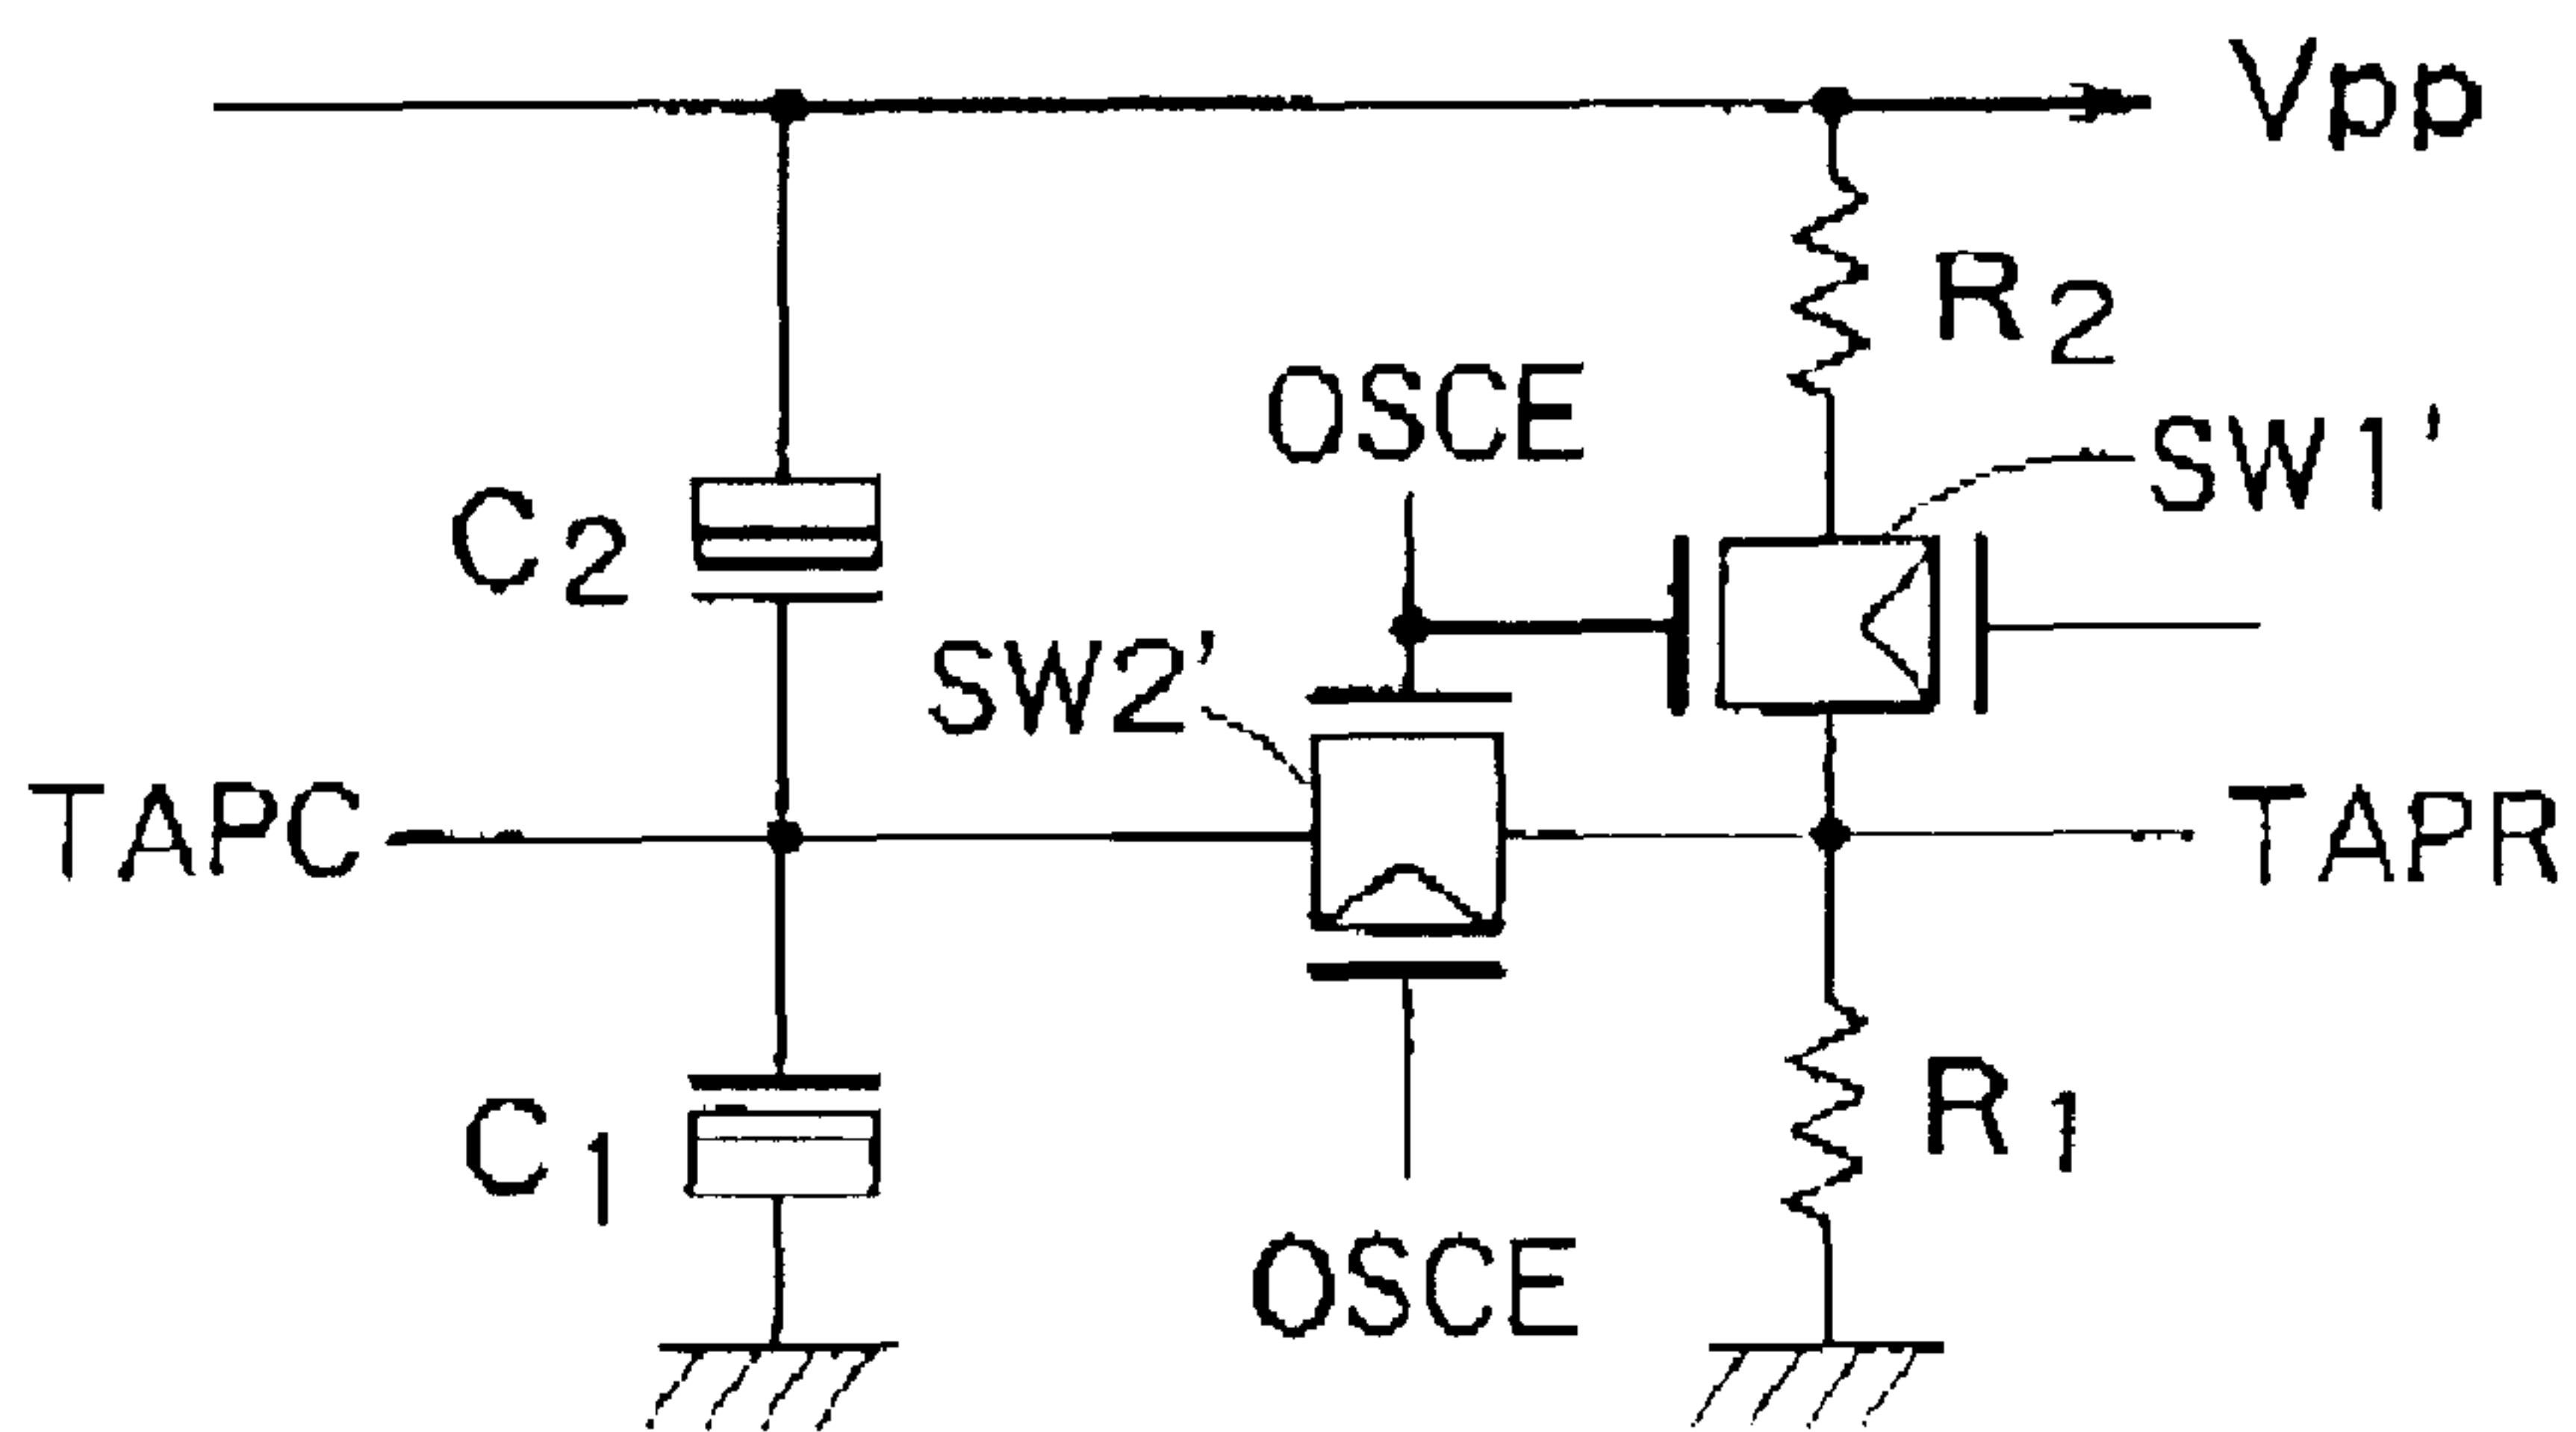 Vpp
R2
OSCE
SW1'
C2
SW2'
TAPC
TAPR
C1
R1
OSCE